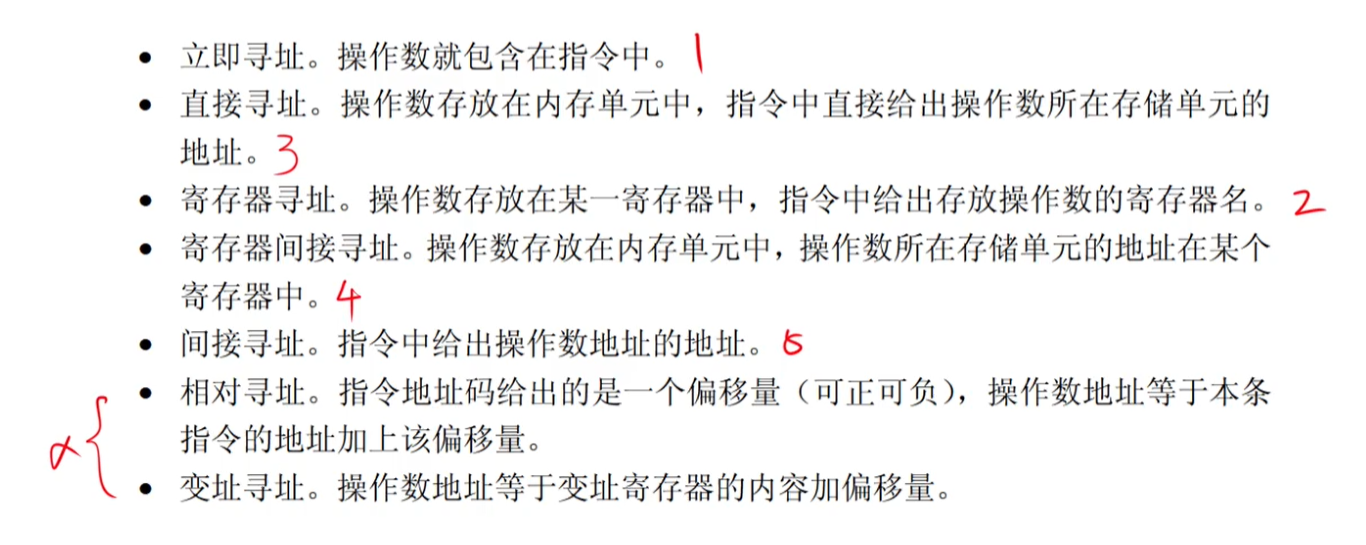 • 立即寻址。操作数就包含在指令中。 1
• 直接寻址。操作数存放在内存单元中，指令中直接给出操作数所在存储单元的
地址。 3
• 寄存器寻址。操作数存放在某一寄存器中，指令中给出存放操作数的寄存器名。 2
• 寄存器间接寻址。操作数存放在内存单元中，操作数所在存储单元的地址在某个
寄存器中。 4
• 间接寻址。指令中给出操作数地址的地址。 5
• 相对寻址。指令地址码给出的是一个偏移量（可正可负），操作数地址等于本条
指令的地址加上该偏移量。
• 变址寻址。操作数地址等于变址寄存器的内容加偏移量。